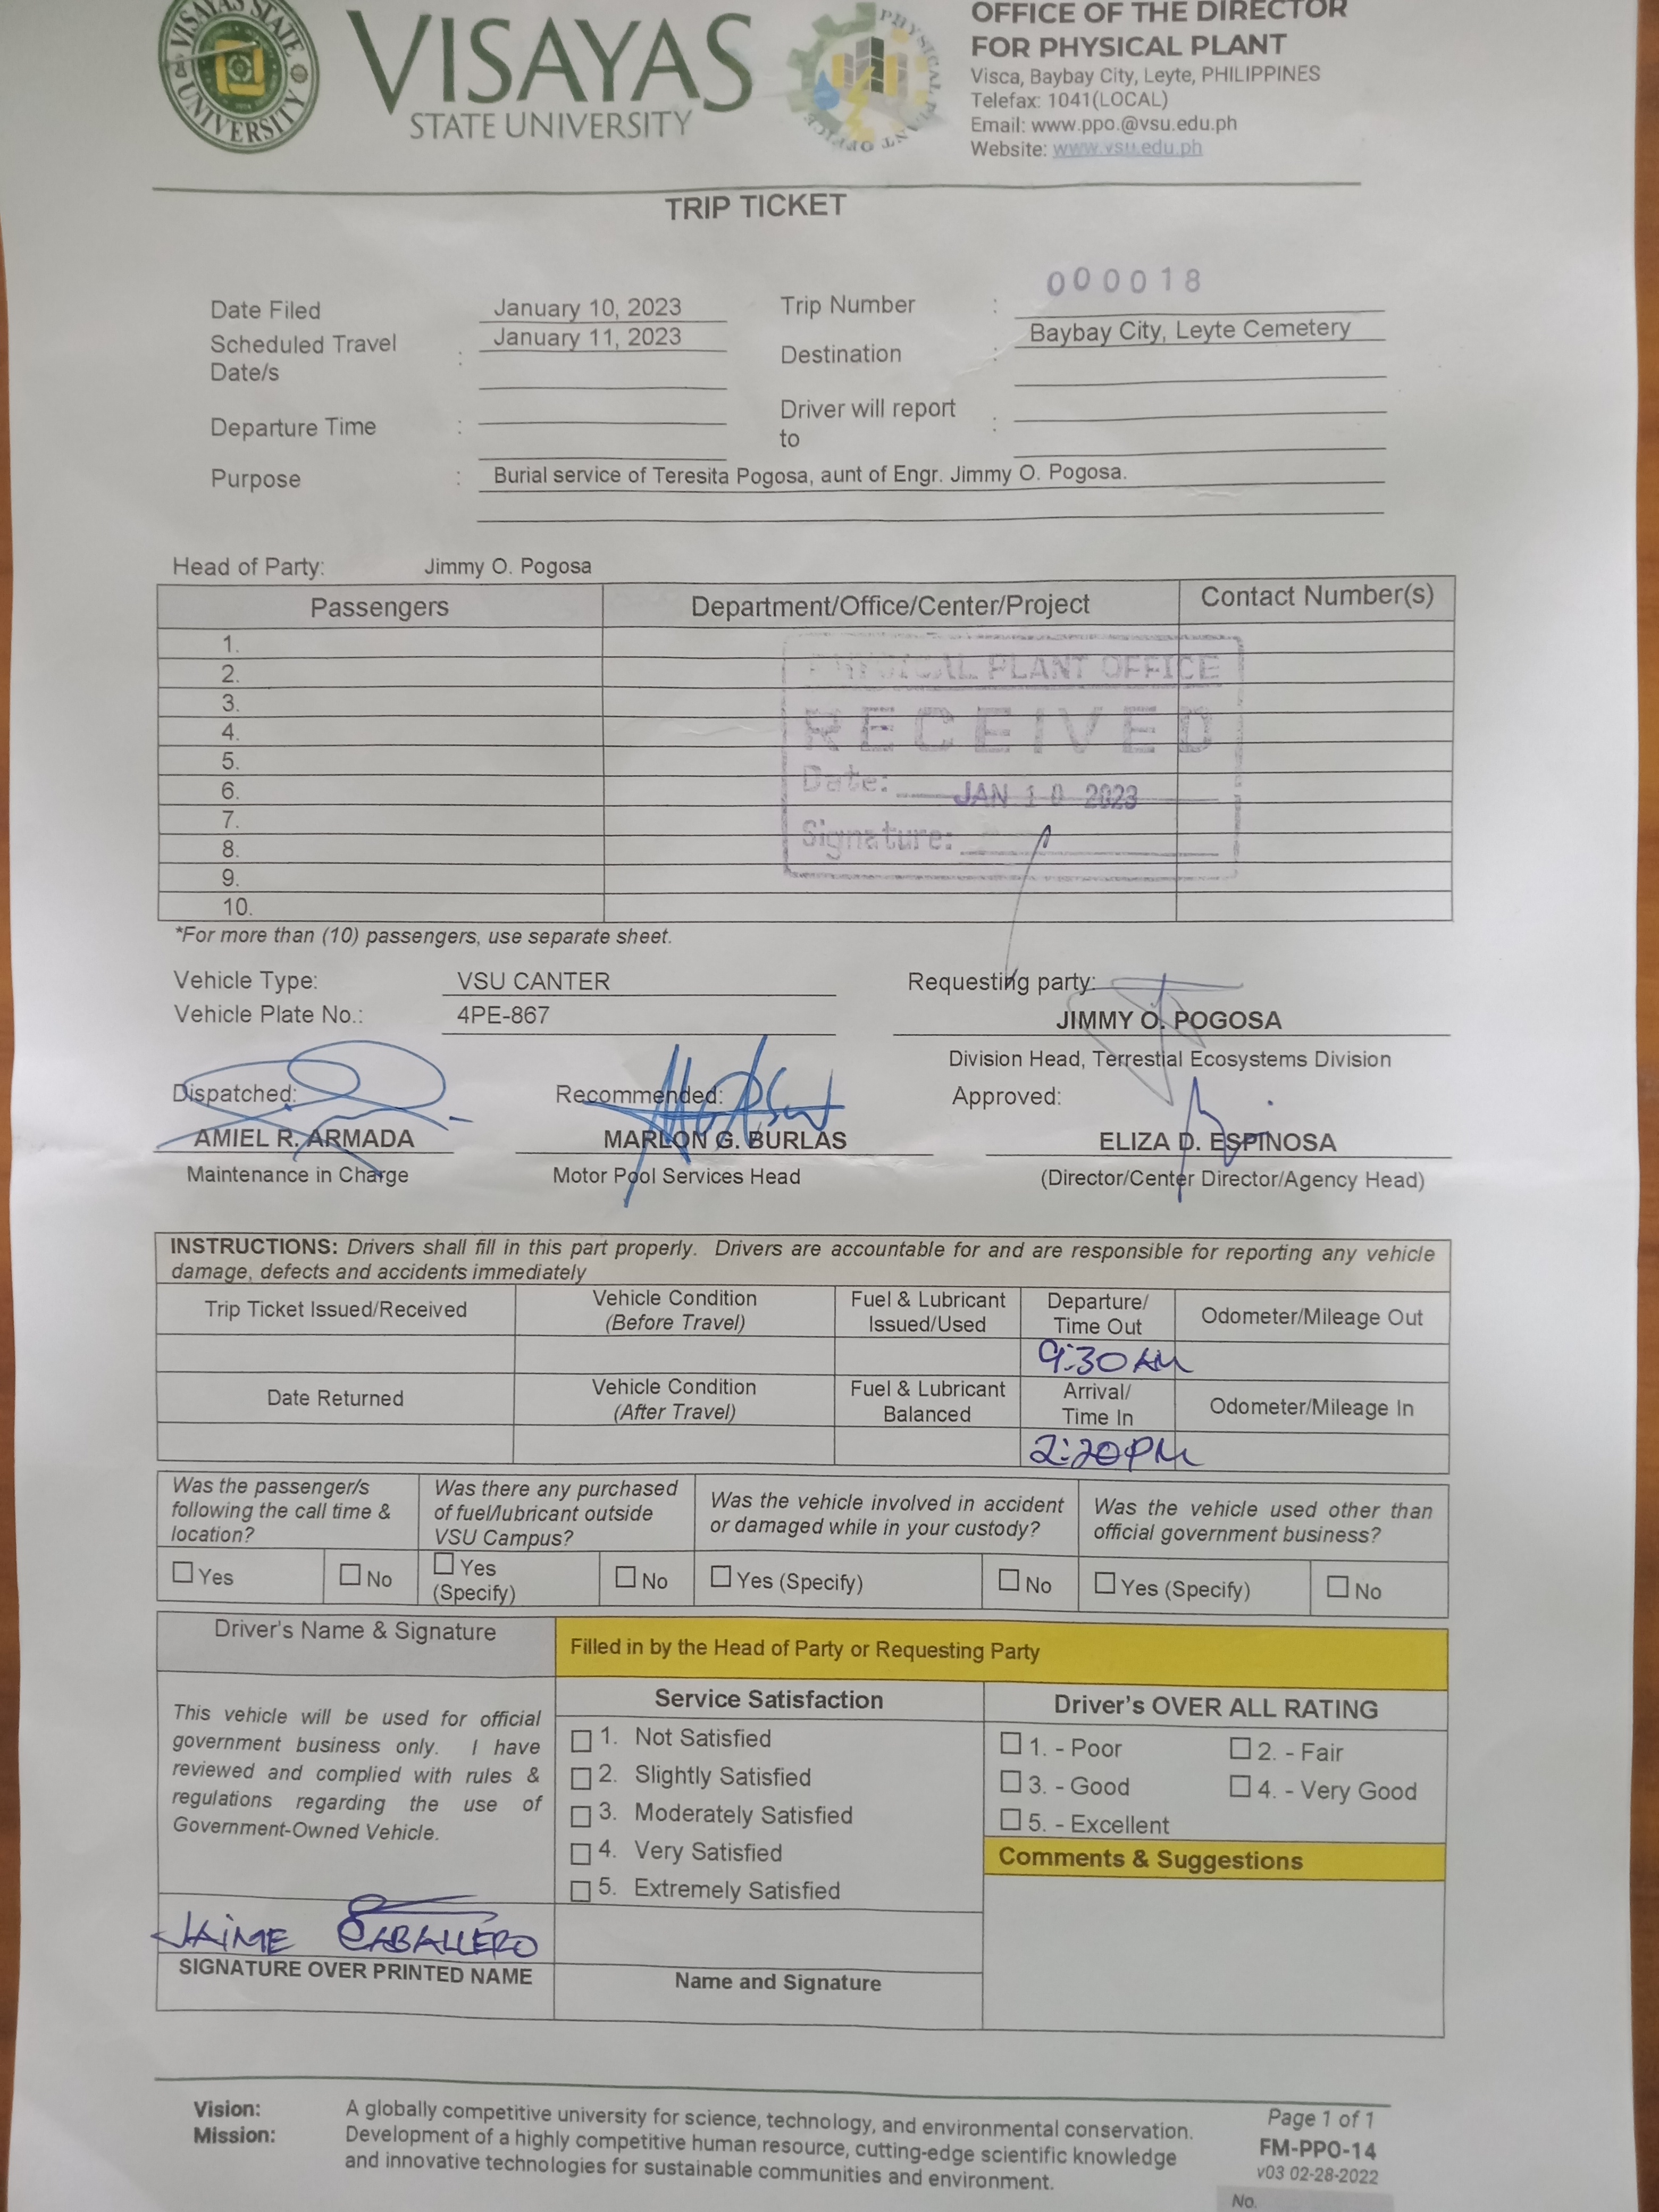 VISAYAS STATE UNIVERSITY
VISAYAS
STATE UNIVERSITY
PHYSICAL PLANT OFFICE
OFFICE OF THE DIRECTOR
FOR PHYSICAL PLANT
Visca, Baybay City, Leyte, PHILIPPINES
Telefax: 1041(LOCAL)
Email: www.ppo.@vsu.edu.ph
Website: www.vsu.edu.ph
TRIP TICKET
000018
Date Filed January 10, 2023 Trip Number :
Scheduled Travel Date/s : January 11, 2023 Destination : Baybay City, Leyte Cemetery
Departure Time : Driver will report to :
Purpose : Burial service of Teresita Pogosa, aunt of Engr. Jimmy O. Pogosa.
Head of Party: Jimmy O. Pogosa
Passengers Department/Office/Center/Project Contact Number(s)
1.
2.
3.
4.
5.
6.
7.
8.
9.
10.
PHYSICAL PLANT OFFICE
RECEIVED
Date: JAN 10 2023
Signature:
*For more than (10) passengers, use separate sheet.
Vehicle Type: VSU CANTER Requesting party:
Vehicle Plate No.: 4PE-867 JIMMY O. POGOSA
Division Head, Terrestial Ecosystems Division
Dispatched: Recommended: Approved:
AMIEL R. ARMADA MARLON G. BURLAS ELIZA D. ESPINOSA
Maintenance in Charge Motor Pool Services Head (Director/Center Director/Agency Head)
INSTRUCTIONS: Drivers shall fill in this part properly. Drivers are accountable for and are responsible for reporting any vehicle
damage, defects and accidents immediately
Trip Ticket Issued/Received Vehicle Condition (Before Travel) Fuel & Lubricant Issued/Used Departure/ Time Out Odometer/Mileage Out
9:30 AM
Date Returned Vehicle Condition (After Travel) Fuel & Lubricant Balanced Arrival/ Time In Odometer/Mileage In
2:20PM
Was the passenger/s following the call time & location? Was there any purchased of fuel/lubricant outside VSU Campus? Was the vehicle involved in accident or damaged while in your custody? Was the vehicle used other than official government business?
Yes No Yes (Specify) No Yes (Specify) No Yes (Specify) No
Driver's Name & Signature Filled in by the Head of Party or Requesting Party
This vehicle will be used for official
government business only. I have
reviewed and complied with rules &
regulations regarding the use of
Government-Owned Vehicle.
Service Satisfaction
1. Not Satisfied
2. Slightly Satisfied
3. Moderately Satisfied
4. Very Satisfied
5. Extremely Satisfied
Driver's OVER ALL RATING
1. - Poor 2. - Fair
3. - Good 4. - Very Good
5. - Excellent
Comments & Suggestions
JAIME CABALLERO
SIGNATURE OVER PRINTED NAME Name and Signature
Vision: A globally competitive university for science, technology, and environmental conservation.
Mission: Development of a highly competitive human resource, cutting-edge scientific knowledge
and innovative technologies for sustainable communities and environment.
Page 1 of 1
FM-PPO-14
v03 02-28-2022
No.